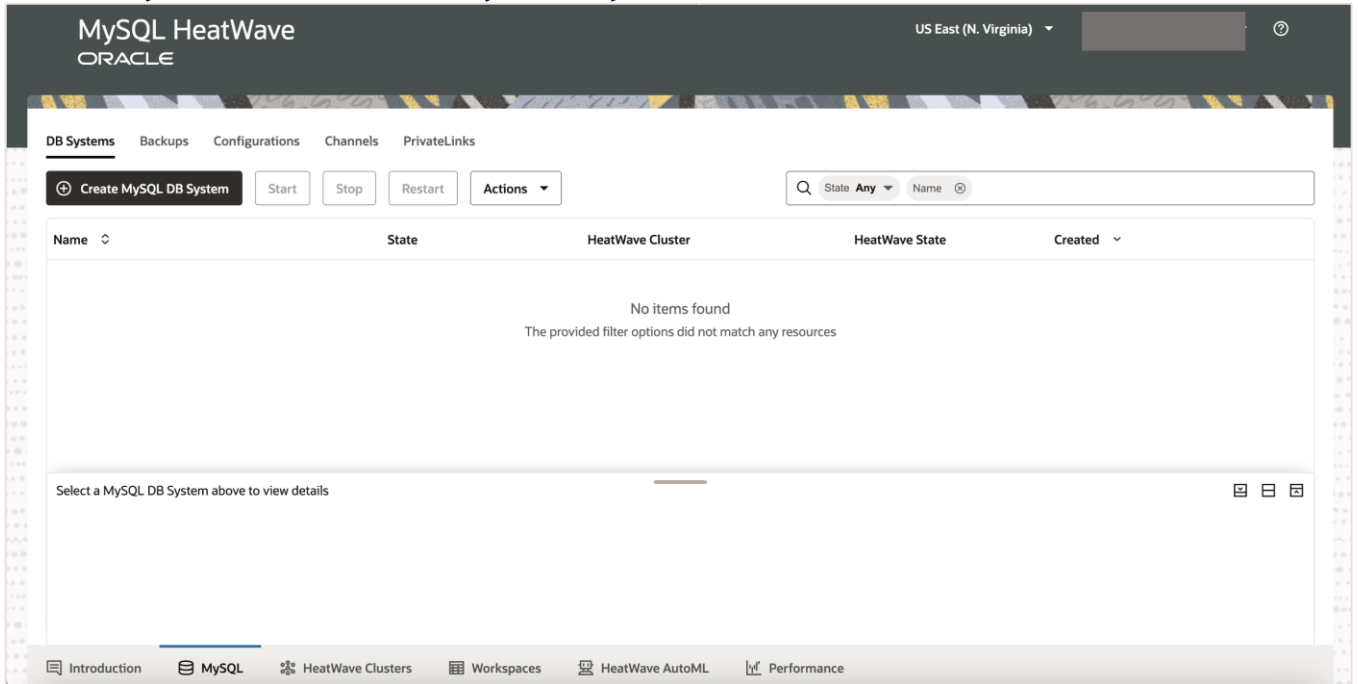 MySQL HeatWave
ORACLE
US East (N. Virginia)
DB Systems Backups Configurations Channels PrivateLinks
Create MySQL DB System Start Stop Restart Actions State Any Name
Name State HeatWave Cluster HeatWave State Created
No items found
The provided filter options did not match any resources
Select a MySQL DB System above to view details
Introduction MySQL HeatWave Clusters Workspaces HeatWave AutoML Performance